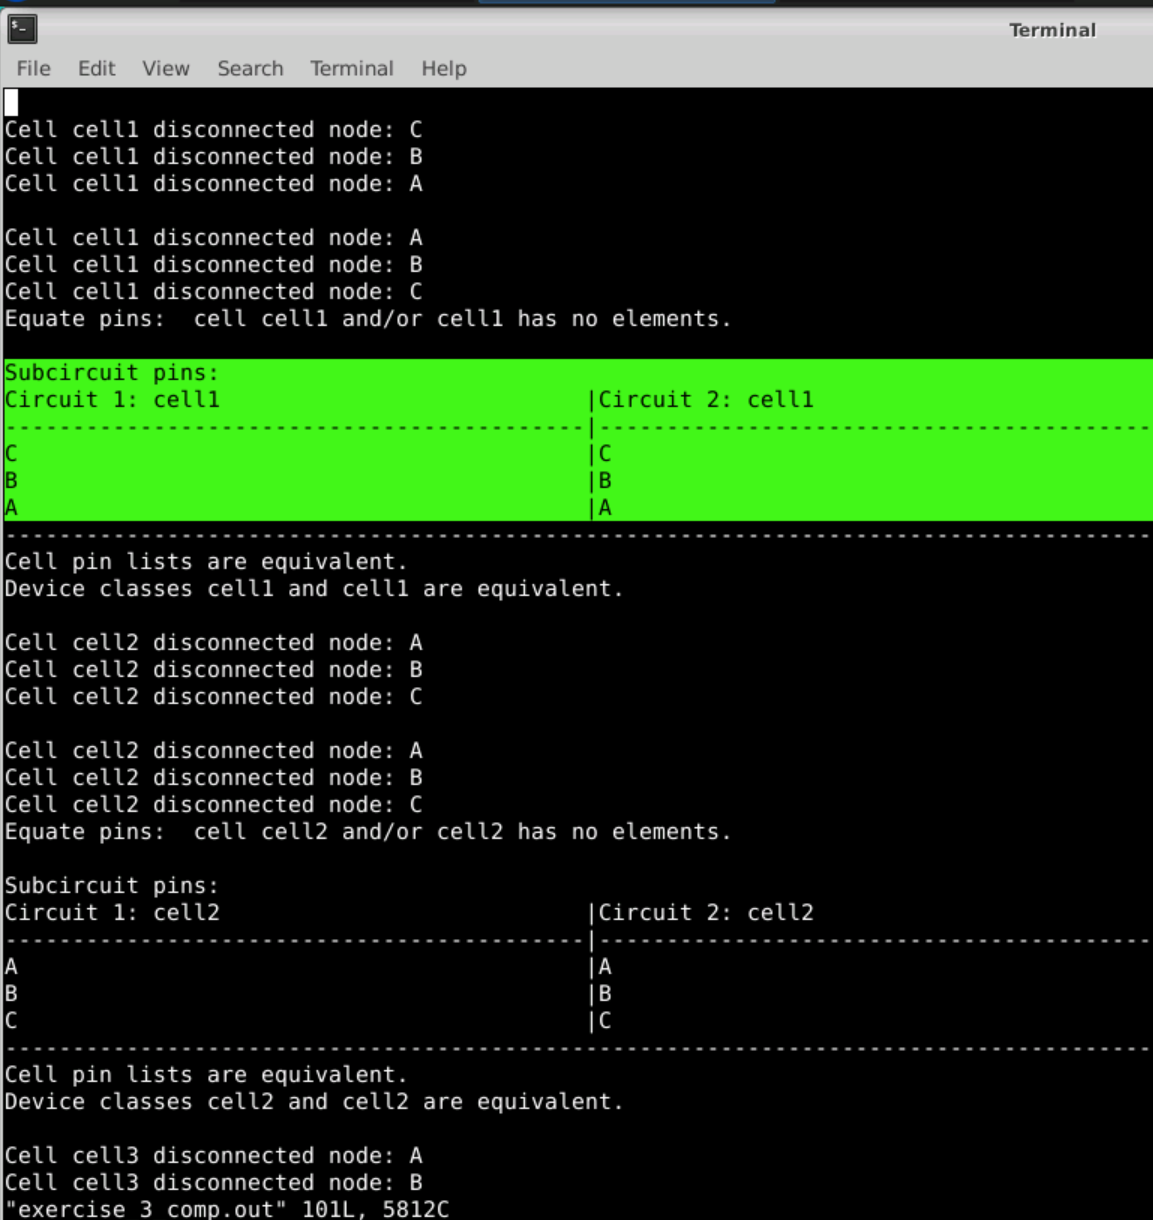 Terminal
File Edit View Search Terminal Help
Cell cell1 disconnected node: C
Cell cell1 disconnected node: B
Cell cell1 disconnected node: A
Cell cell1 disconnected node: A
Cell cell1 disconnected node: B
Cell cell1 disconnected node: C
Equate pins:  cell cell1 and/or cell1 has no elements.
Subcircuit pins:
Circuit 1: cell1                           |Circuit 2: cell1
-------------------------------------------|------------------------------------------
C                                          |C
B                                          |B
A                                          |A
--------------------------------------------------------------------------------------
Cell pin lists are equivalent.
Device classes cell1 and cell1 are equivalent.
Cell cell2 disconnected node: A
Cell cell2 disconnected node: B
Cell cell2 disconnected node: C
Cell cell2 disconnected node: A
Cell cell2 disconnected node: B
Cell cell2 disconnected node: C
Equate pins:  cell cell2 and/or cell2 has no elements.
Subcircuit pins:
Circuit 1: cell2                           |Circuit 2: cell2
-------------------------------------------|------------------------------------------
A                                          |A
B                                          |B
C                                          |C
--------------------------------------------------------------------------------------
Cell pin lists are equivalent.
Device classes cell2 and cell2 are equivalent.
Cell cell3 disconnected node: A
Cell cell3 disconnected node: B
"exercise 3 comp.out" 101L, 5812C